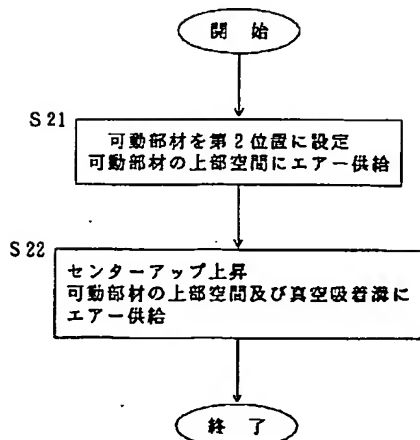 開 始
S21
可動部材を第2位置に設定
可動部材の上部空間にエアー供給
S22
センターアップ上昇
可動部材の上部空間及び真空吸着溝に
エアー供給
終 了